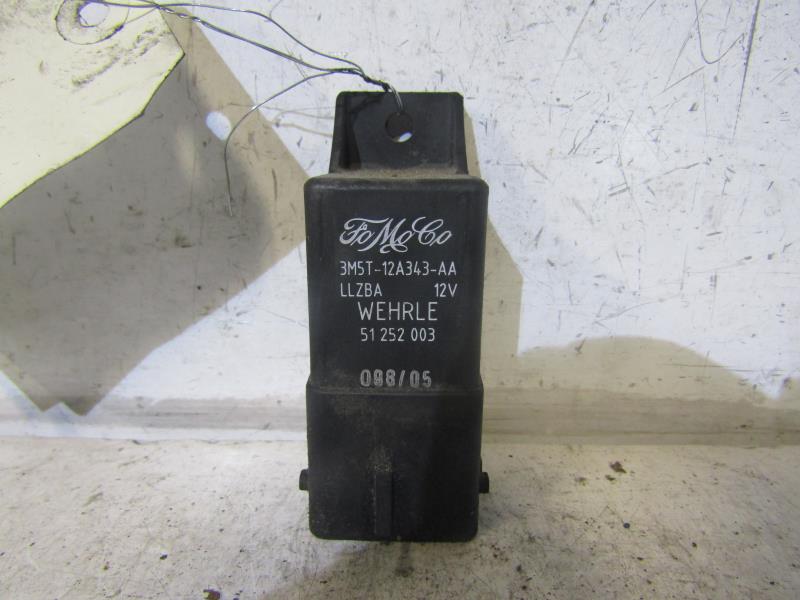 FoMoCo
3M5T-12A343-AA
LLZBA 12V
WEHRLE
51 252 003
098/05